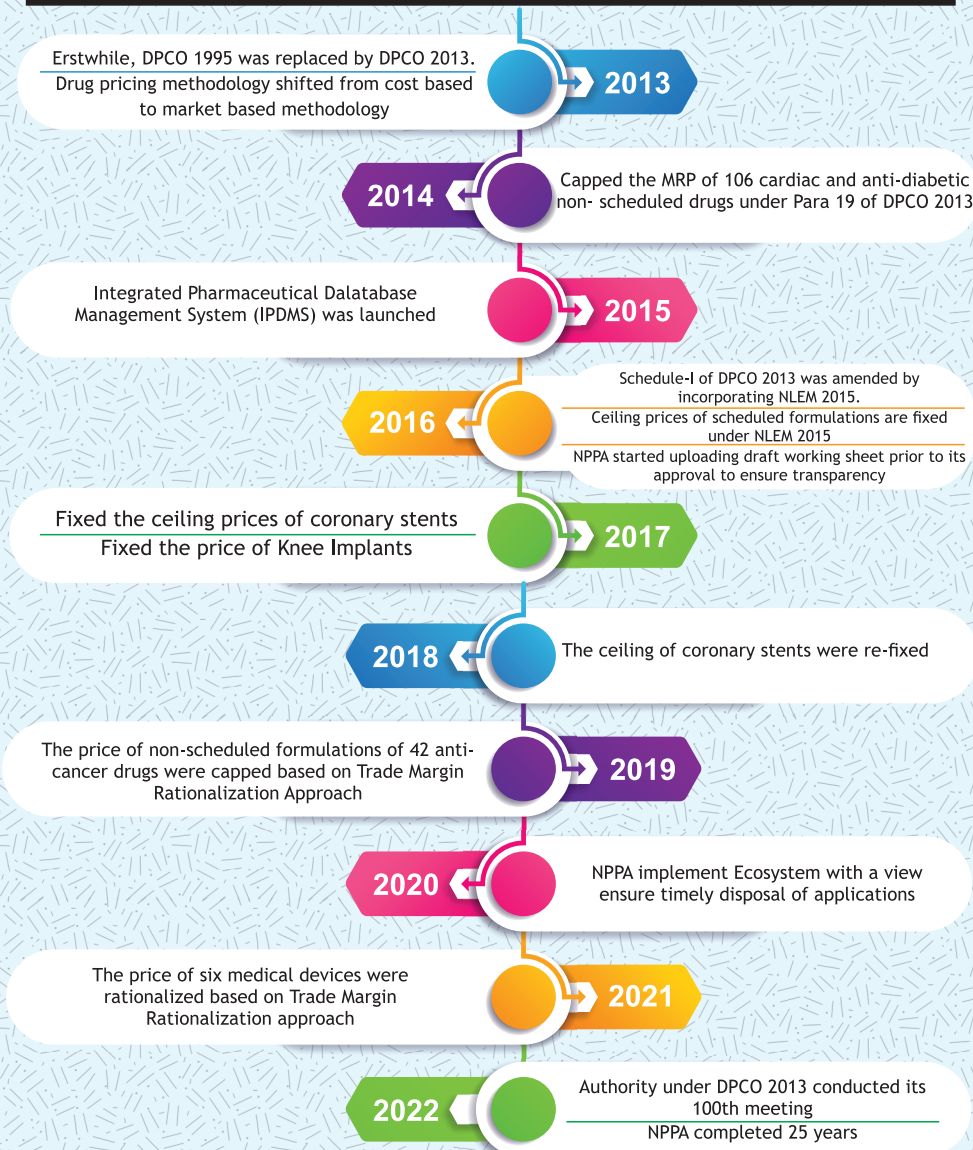 Erstwhile, DPCO 1995 was replaced by DPCO 2013.
Drug pricing methodology shifted from cost based
to market based methodology
2013
2014
Capped the MRP of 106 cardiac and anti-diabetic
non- scheduled drugs under Para 19 of DPCO 2013
Integrated Pharmaceutical Dalatabase
Management System (IPDMS) was launched
2015
2016
Schedule-I of DPCO 2013 was amended by
incorporating NLEM 2015.
Ceiling prices of scheduled formulations are fixed
under NLEM 2015
NPPA started uploading draft working sheet prior to its
approval to ensure transparency
Fixed the ceiling prices of coronary stents
Fixed the price of Knee Implants
2017
2018
The ceiling of coronary stents were re-fixed
The price of non-scheduled formulations of 42 anti-
cancer drugs were capped based on Trade Margin
Rationalization Approach
2019
2020
NPPA implement Ecosystem with a view
ensure timely disposal of applications
The price of six medical devices were
rationalized based on Trade Margin
Rationalization approach
2021
2022
Authority under DPCO 2013 conducted its
100th meeting
NPPA completed 25 years